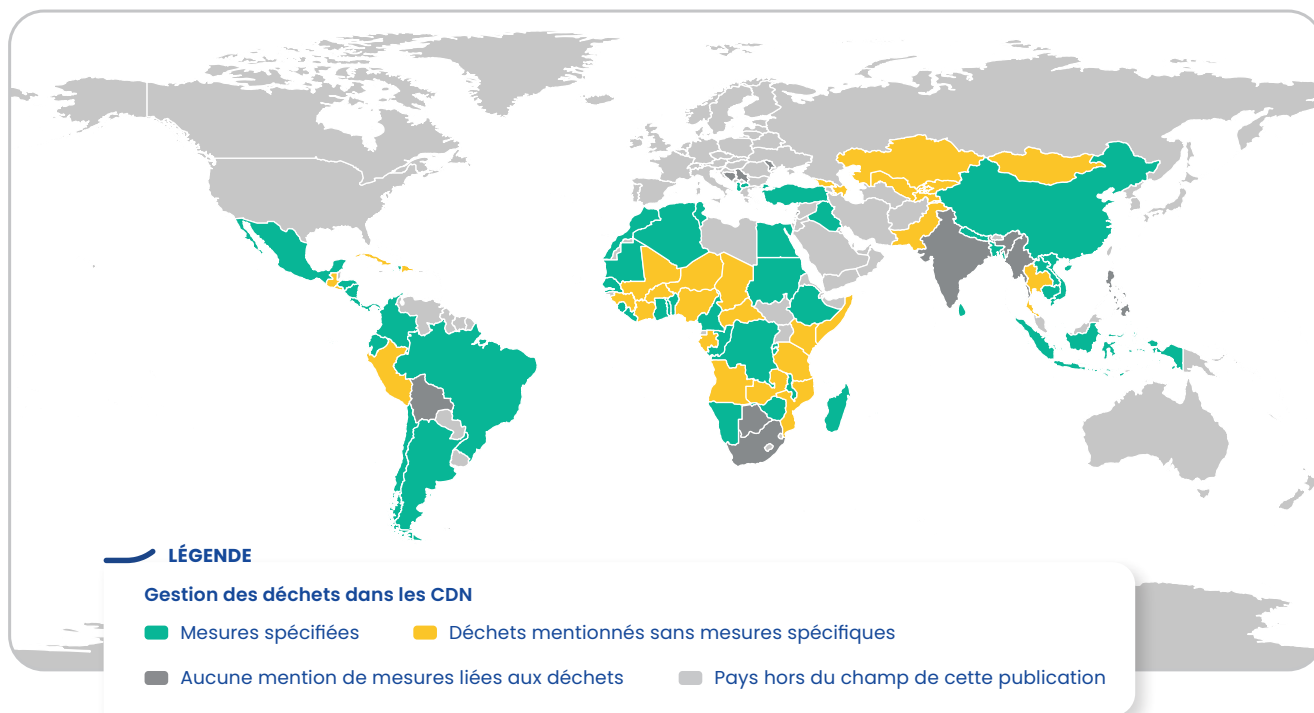 LÉGENDE
Gestion des déchets dans les CDN
Mesures spécifiées
Déchets mentionnés sans mesures spécifiques
Aucune mention de mesures liées aux déchets
Pays hors du champ de cette publication